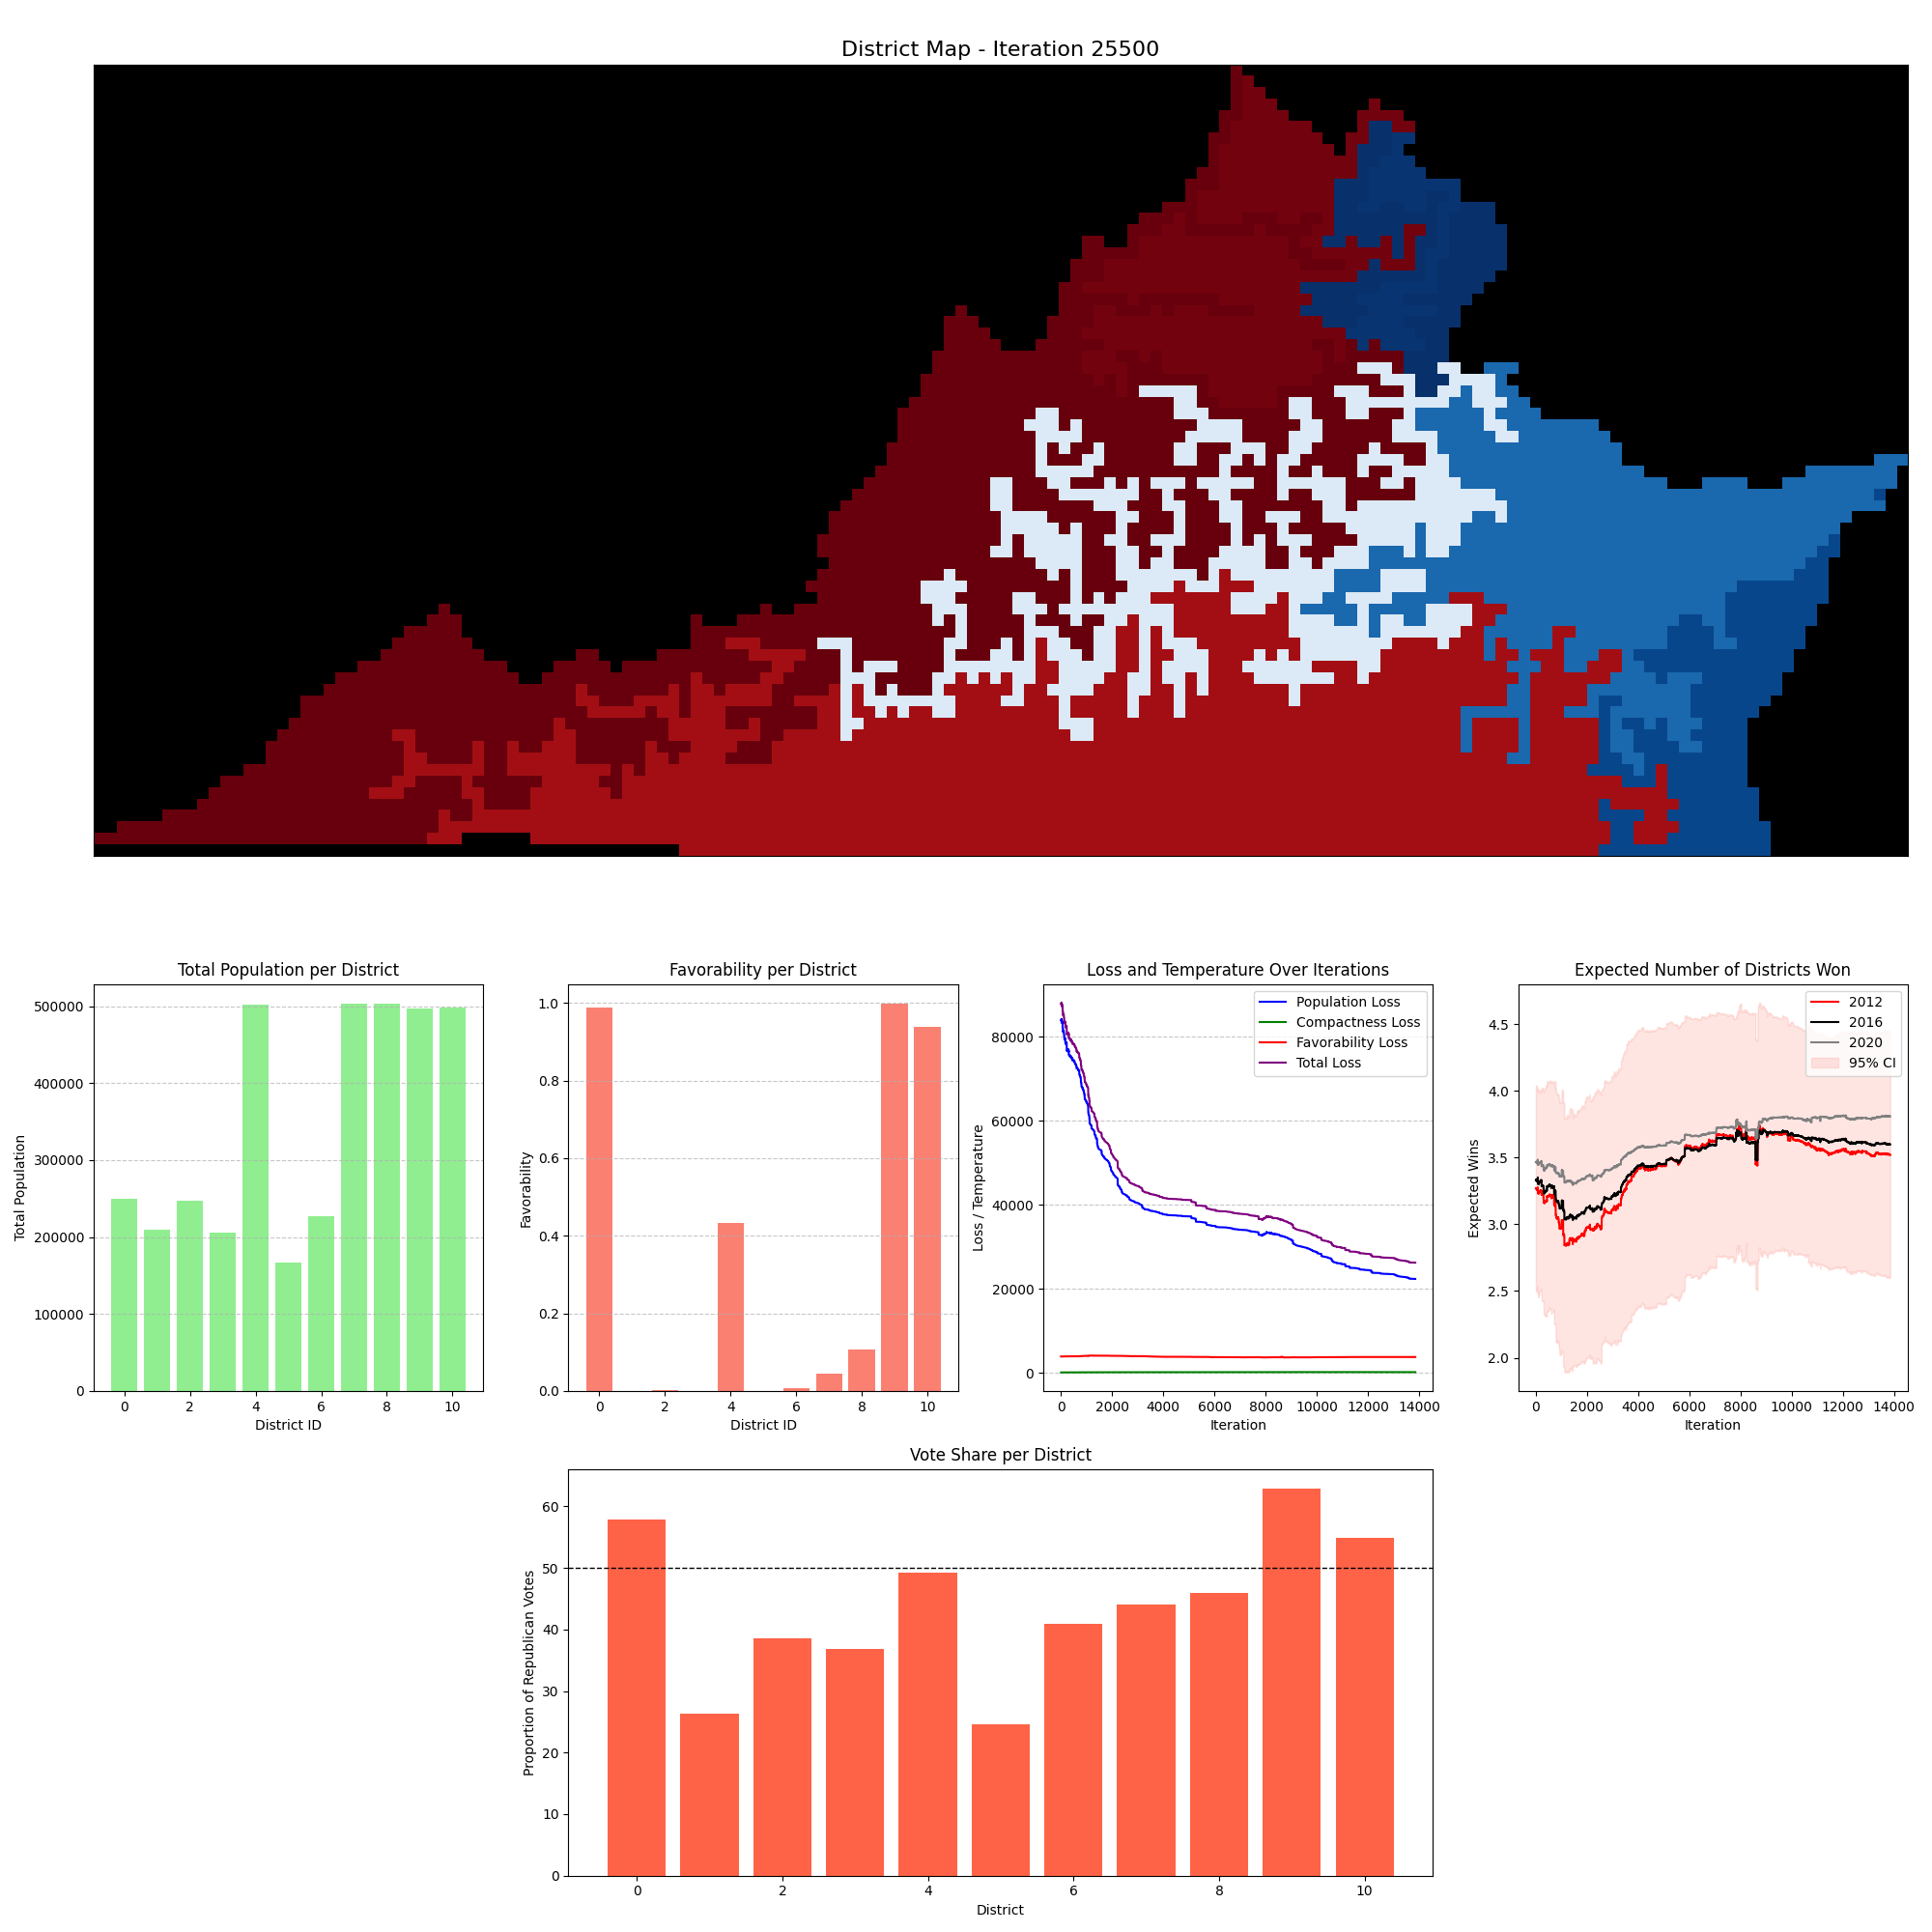 District Map - Iteration 25500
Total Population per District
Total Population
500000
400000
300000
200000
100000
0
0 2 4 6 8 10
District ID
Favorability per District
Favorability
1.0
0.8
0.6
0.4
0.2
0.0
0 2 4 6 8 10
District ID
Loss and Temperature Over Iterations
Loss / Temperature
80000
60000
40000
20000
0
Population Loss
Compactness Loss
Favorability Loss
Total Loss
0 2000 4000 6000 8000 10000 12000 14000
Iteration
Expected Number of Districts Won
Expected Wins
4.5
4.0
3.5
3.0
2.5
2.0
2012
2016
2020
95% CI
0 2000 4000 6000 8000 10000 12000 14000
Iteration
Vote Share per District
Proportion of Republican Votes
60
50
40
30
20
10
0
0 2 4 6 8 10
District